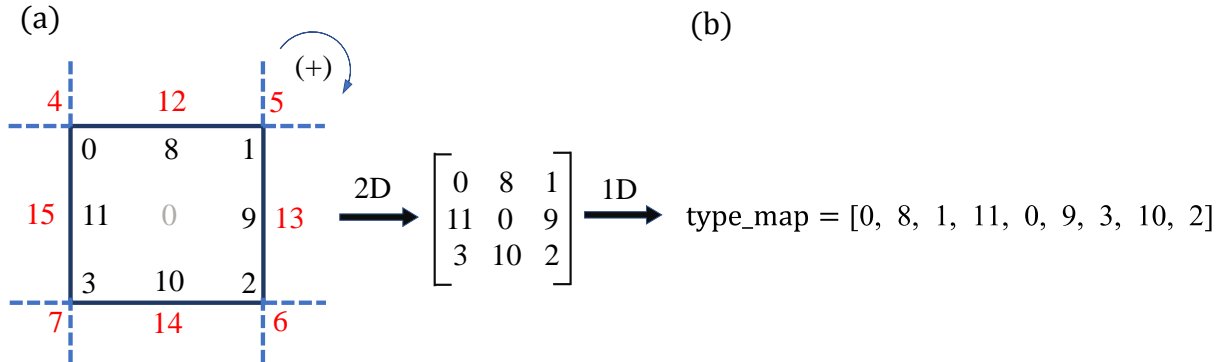 (a)
(b)
(+)
4 12 5
0 8 1
15 11 0 9 13
3 10 2
7 14 6
2D
0 8 1
11 0 9
3 10 2
1D
type_map = [0, 8, 1, 11, 0, 9, 3, 10, 2]